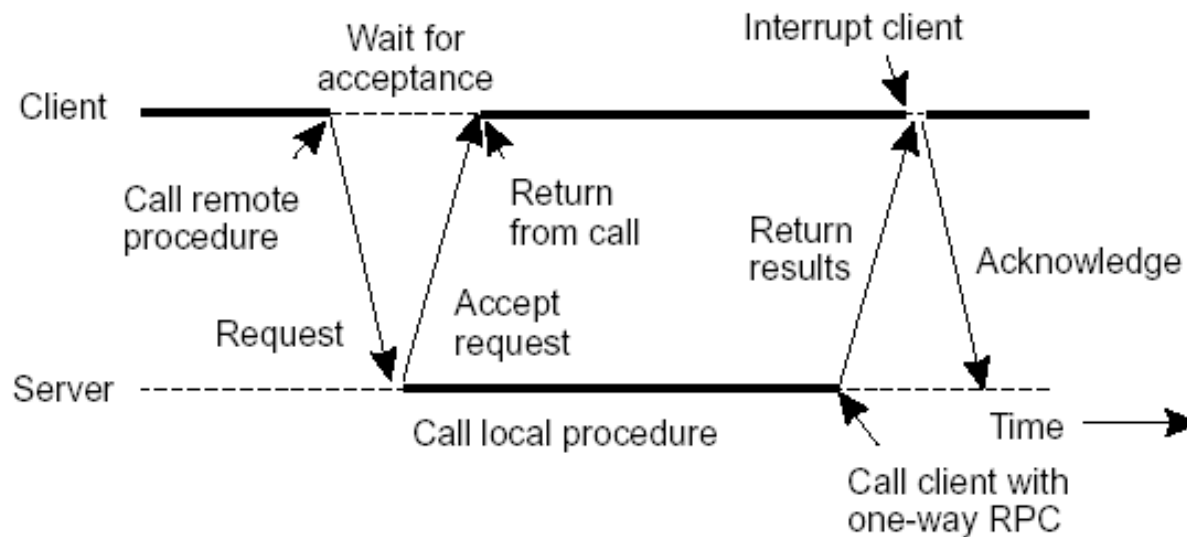 Wait for
acceptance
Interrupt client
Client
Call remote
procedure
Return
from call
Return
results
Acknowledge
Request
Accept
request
Server
Call local procedure
Time
Call client with
one-way RPC